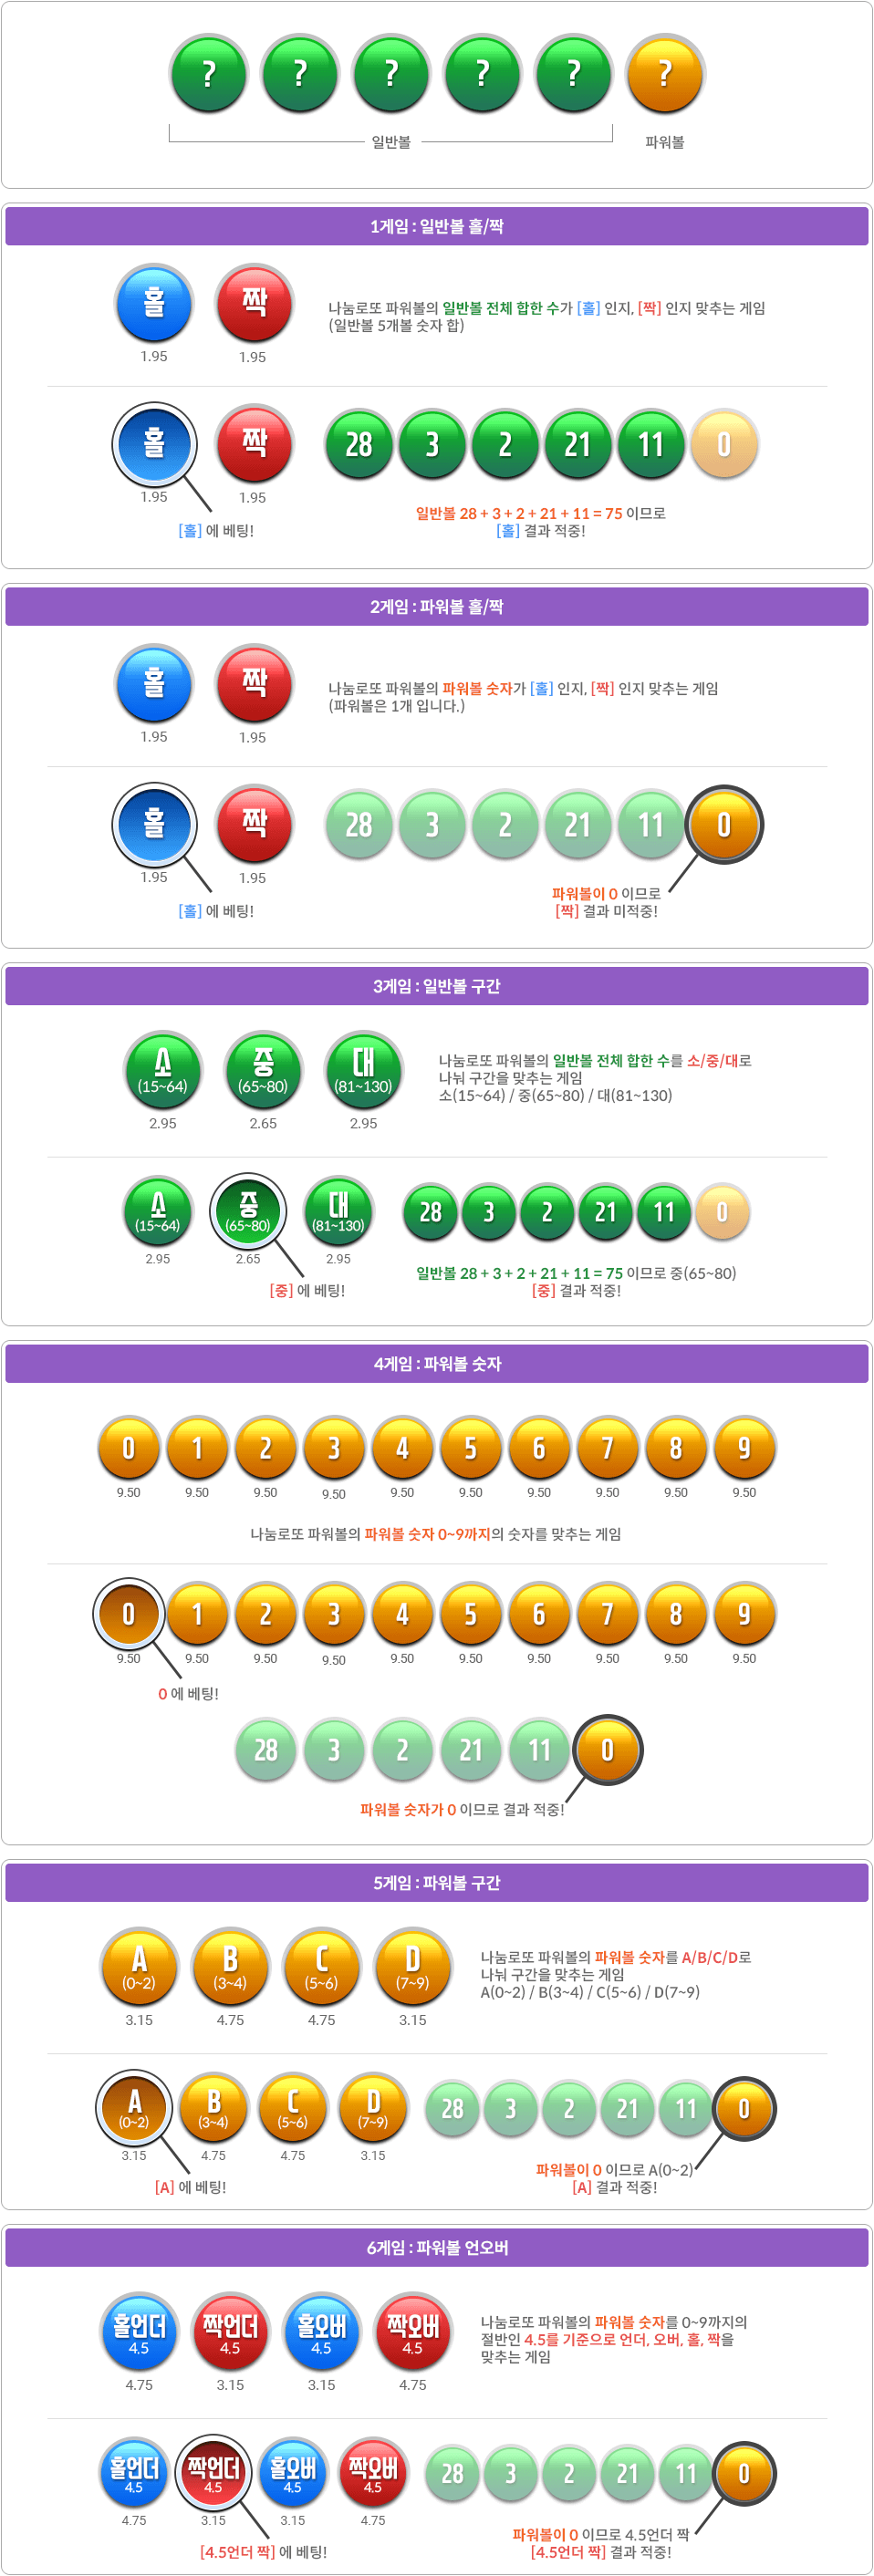 ? ? ? ? ? ?
일반볼 파워볼
1게임 : 일반볼 홀/짝
홀 짝
1.95 1.95
나눔로또 파워볼의 일반볼 전체 합한 수가 [홀] 인지, [짝] 인지 맞추는 게임
(일반볼 5개볼 숫자 합)
홀 짝 28 3 2 21 11 0
1.95 1.95
일반볼 28 + 3 + 2 + 21 + 11 = 75 이므로
[홀] 에 베팅! [홀] 결과 적중!
2게임 : 파워볼 홀/짝
홀 짝
1.95 1.95
나눔로또 파워볼의 파워볼 숫자가 [홀] 인지, [짝] 인지 맞추는 게임
(파워볼은 1개 입니다.)
홀 짝 28 3 2 21 11 0
1.95 1.95
파워볼이 0 이므로
[홀] 에 베팅! [짝] 결과 미적중!
3게임 : 일반볼 구간
소 중 대
(15~64) (65~80) (81~130)
2.95 2.65 2.95
나눔로또 파워볼의 일반볼 전체 합한 수를 소/중/대로
나눠 구간을 맞추는 게임
소(15~64) / 중(65~80) / 대(81~130)
소 중 대 28 3 2 21 11 0
(15~64) (65~80) (81~130)
2.95 2.65 2.95
일반볼 28 + 3 + 2 + 21 + 11 = 75 이므로 중(65~80)
[중] 에 베팅! [중] 결과 적중!
4게임 : 파워볼 숫자
0 1 2 3 4 5 6 7 8 9
9.50 9.50 9.50 9.50 9.50 9.50 9.50 9.50 9.50 9.50
나눔로또 파워볼의 파워볼 숫자 0~9까지의 숫자를 맞추는 게임
0 1 2 3 4 5 6 7 8 9
9.50 9.50 9.50 9.50 9.50 9.50 9.50 9.50 9.50 9.50
0 에 베팅!
28 3 2 21 11 0
파워볼 숫자가 0 이므로 결과 적중!
5게임 : 파워볼 구간
A B C D
(0~2) (3~4) (5~6) (7~9)
3.15 4.75 4.75 3.15
나눔로또 파워볼의 파워볼 숫자를 A/B/C/D로
나눠 구간을 맞추는 게임
A(0~2) / B(3~4) / C(5~6) / D(7~9)
A B C D 28 3 2 21 11 0
(0~2) (3~4) (5~6) (7~9)
3.15 4.75 4.75 3.15
파워볼이 0 이므로 A(0~2)
[A] 에 베팅! [A] 결과 적중!
6게임 : 파워볼 언오버
홀언더 짝언더 홀오버 짝오버
4.5 4.5 4.5 4.5
4.75 3.15 3.15 4.75
나눔로또 파워볼의 파워볼 숫자를 0~9까지의
절반인 4.5를 기준으로 언더, 오버, 홀, 짝을
맞추는 게임
홀언더 짝언더 홀오버 짝오버 28 3 2 21 11 0
4.5 4.5 4.5 4.5
4.75 3.15 3.15 4.75
파워볼이 0 이므로 4.5언더 짝
[4.5언더 짝] 에 베팅! [4.5언더 짝] 결과 적중!